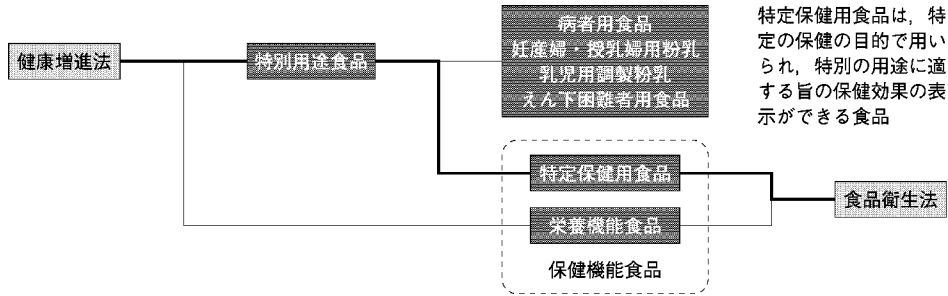 健康増進法
特別用途食品
病者用食品
妊産婦・授乳婦用粉乳
乳児用調製粉乳
えん下困難者用食品
特定保健用食品は，特
定の保健の目的で用い
られ，特別の用途に適
する旨の保健効果の表
示ができる食品
特定保健用食品
栄養機能食品
保健機能食品
食品衛生法